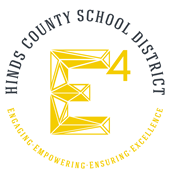 HINDS COUNTY SCHOOL DISTRICT
E4
ENGAGING·EMPOWERING·ENSURING EXCELLENCE